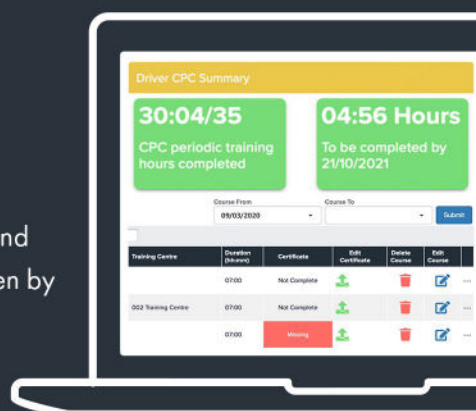 Driver CPC Summary
30:04/35
CPC periodic training
hours completed
04:56 Hours
To be completed by
21/10/2021
Course From
Course To
09/03/2020
Submit
nd
en by
Training Centre Duration (hh:mm) Certificate Edit Certificate Delete Course Edit Course
07:00 Not Complete ...
002 Training Centre 07:00 Not Complete ...
07:00 Missing ...